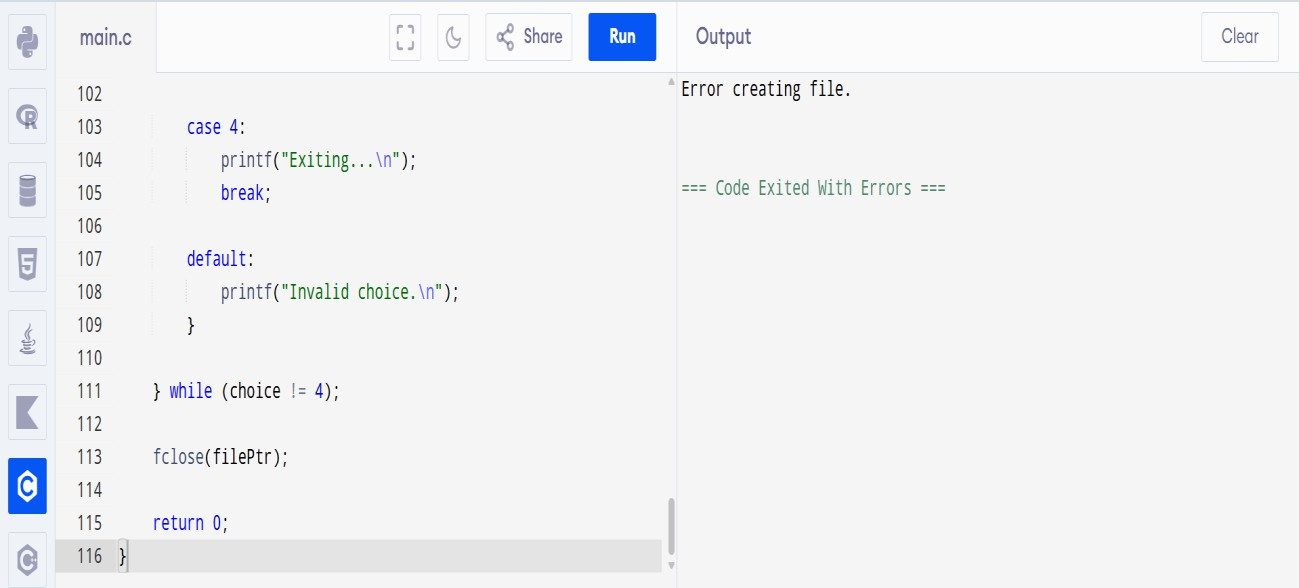 main.c
Share
Run
Output
Clear
102
103 case 4:
104 printf("Exiting...\n");
105 break;
106
107 default:
108 printf("Invalid choice.\n");
109 }
110
111 } while (choice != 4);
112
113 fclose(filePtr);
114
115 return 0;
116 }
Error creating file.
=== Code Exited With Errors ===